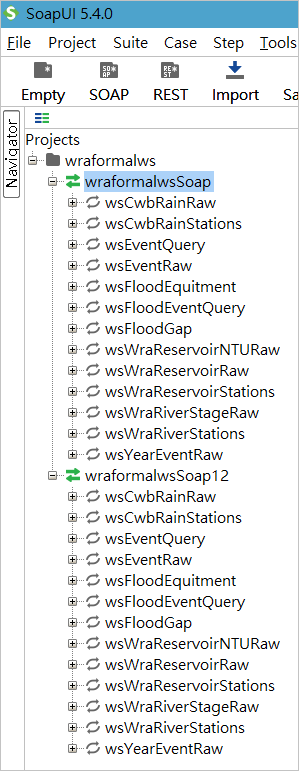 SoapUI 5.4.0
File Project Suite Case Step Tools
Empty SOAP REST Import
Navigator
Projects
wraformalws
wraformalwsSoap
wsCwbRainRaw
wsCwbRainStations
wsEventQuery
wsEventRaw
wsFloodEquitment
wsFloodEventQuery
wsFloodGap
wsWraReservoirNTURaw
wsWraReservoirRaw
wsWraReservoirStations
wsWraRiverStageRaw
wsWraRiverStations
wsYearEventRaw
wraformalwsSoap12
wsCwbRainRaw
wsCwbRainStations
wsEventQuery
wsEventRaw
wsFloodEquitment
wsFloodEventQuery
wsFloodGap
wsWraReservoirNTURaw
wsWraReservoirRaw
wsWraReservoirStations
wsWraRiverStageRaw
wsWraRiverStations
wsYearEventRaw